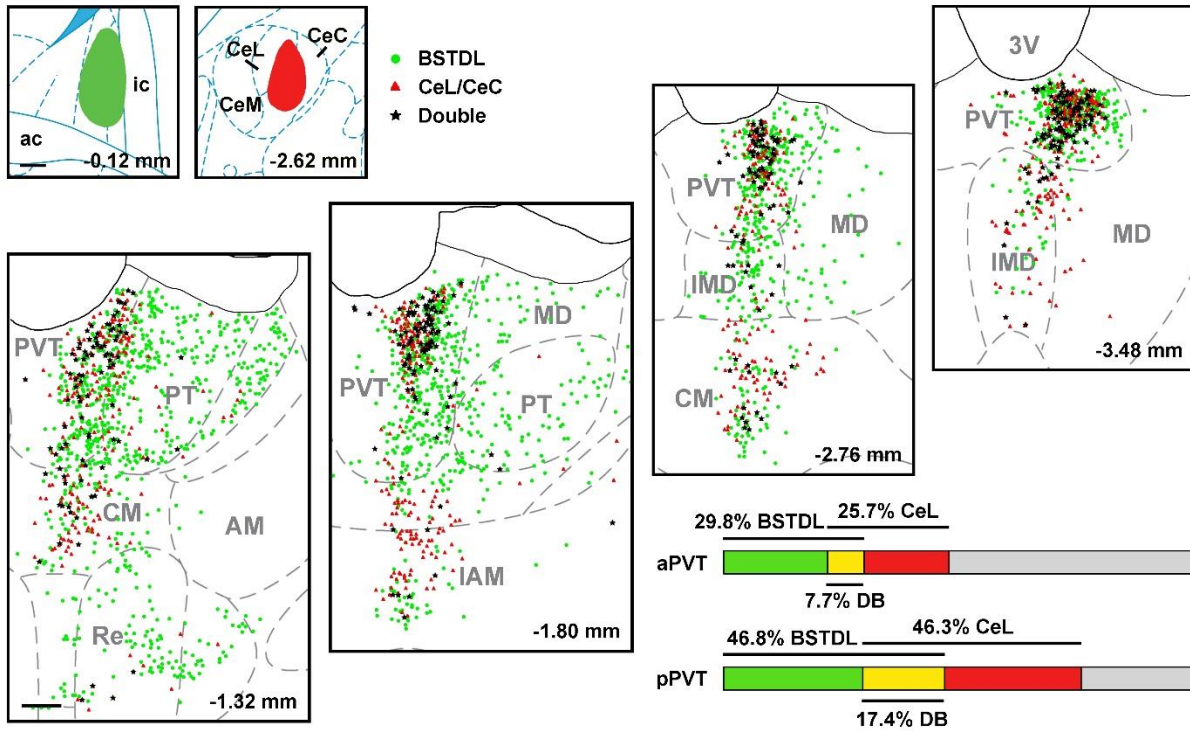 ic
ac
-0.12 mm
CeL
CeC
CeM
-2.62 mm
BSTDL
CeL/CeC
Double
PVT
PT
CM
AM
Re
-1.32 mm
MD
PVT
PT
IAM
-1.80 mm
PVT
MD
IMD
CM
-2.76 mm
3V
PVT
MD
IMD
-3.48 mm
29.8% BSTDL 25.7% CeL
aPVT
7.7% DB
46.8% BSTDL 46.3% CeL
pPVT
17.4% DB